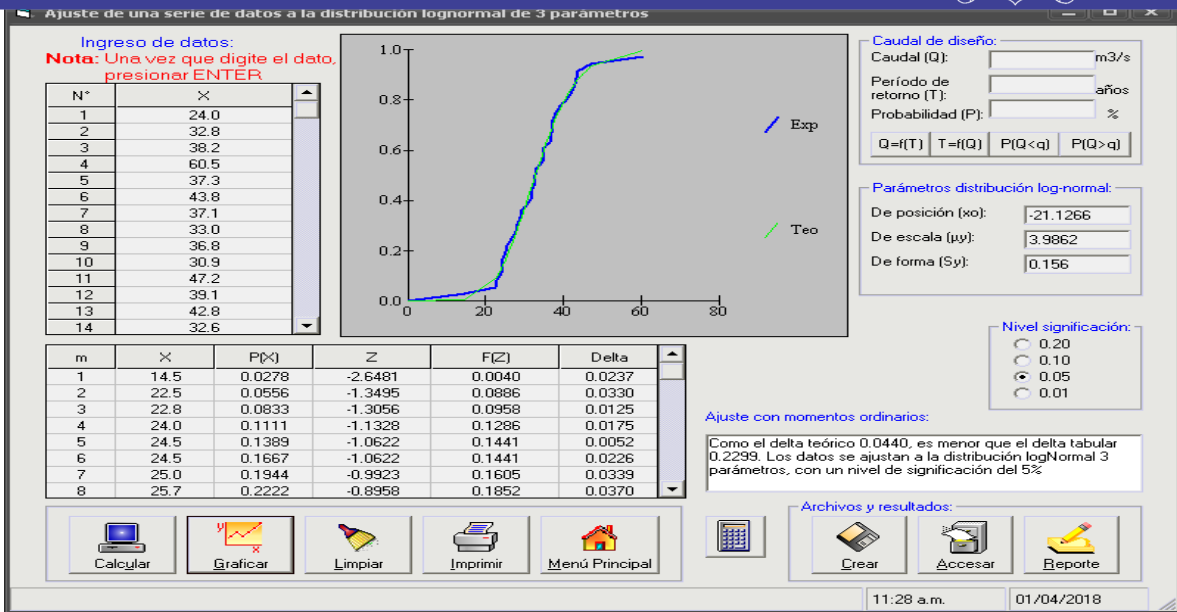 Ajuste de una serie de datos a la distribución lognormal de 3 parámetros
Ingreso de datos:
Nota: Una vez que digite el dato,
presionar ENTER
N° X
1 24.0
2 32.8
3 38.2
4 60.5
5 37.3
6 43.8
7 37.1
8 33.0
9 36.8
10 30.9
11 47.2
12 39.1
13 42.8
14 32.6
1.0
0.8
0.6
0.4
0.2
0.0
0 20 40 60 80
Exp
Teo
Caudal de diseño:
Caudal (Q): m3/s
Período de
retorno (T): años
Probabilidad (P): %
Q=f(T) T=f(Q) P(Q<q) P(Q>q)
Parámetros distribución log-normal:
De posición (xo): -21.1266
De escala (µy): 3.9862
De forma (Sy): 0.156
Nivel significación:
0.20
0.10
0.05
0.01
m X P(X) Z F(Z) Delta
1 14.5 0.0278 -2.6481 0.0040 0.0237
2 22.5 0.0556 -1.3495 0.0886 0.0330
3 22.8 0.0833 -1.3056 0.0958 0.0125
4 24.0 0.1111 -1.1328 0.1286 0.0175
5 24.5 0.1389 -1.0622 0.1441 0.0052
6 24.5 0.1667 -1.0622 0.1441 0.0226
7 25.0 0.1944 -0.9923 0.1605 0.0339
8 25.7 0.2222 -0.8958 0.1852 0.0370
Ajuste con momentos ordinarios:
Como el delta teórico 0.0440, es menor que el delta tabular
0.2299. Los datos se ajustan a la distribución logNormal 3
parámetros, con un nivel de significación del 5%
Calcular Graficar Limpiar Imprimir Menú Principal
Archivos y resultados:
Crear Accesar Reporte
11:28 a.m. 01/04/2018